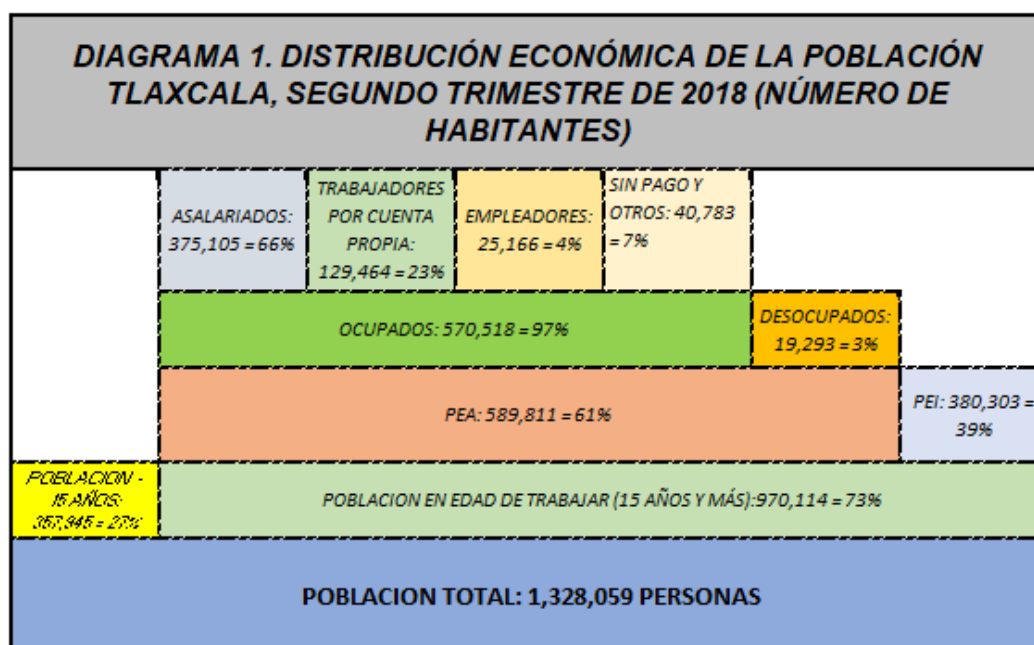 DIAGRAMA 1. DISTRIBUCIÓN ECONÓMICA DE LA POBLACIÓN
TLAXCALA, SEGUNDO TRIMESTRE DE 2018 (NÚMERO DE
HABITANTES)
ASALARIADOS:
375,105 = 66%
TRABAJADORES
POR CUENTA
PROPIA:
129,464 = 23%
EMPLEADORES:
25,166 = 4%
SIN PAGO Y
OTROS: 40,783
= 7%
OCUPADOS: 570,518 = 97%
DESOCUPADOS:
19,293 = 3%
PEA: 589,811 = 61%
PEI: 380,303 =
39%
POBLACION -
15 AÑOS:
357,945 = 27%
POBLACION EN EDAD DE TRABAJAR (15 AÑOS Y MÁS):970,114 = 73%
POBLACION TOTAL: 1,328,059 PERSONAS